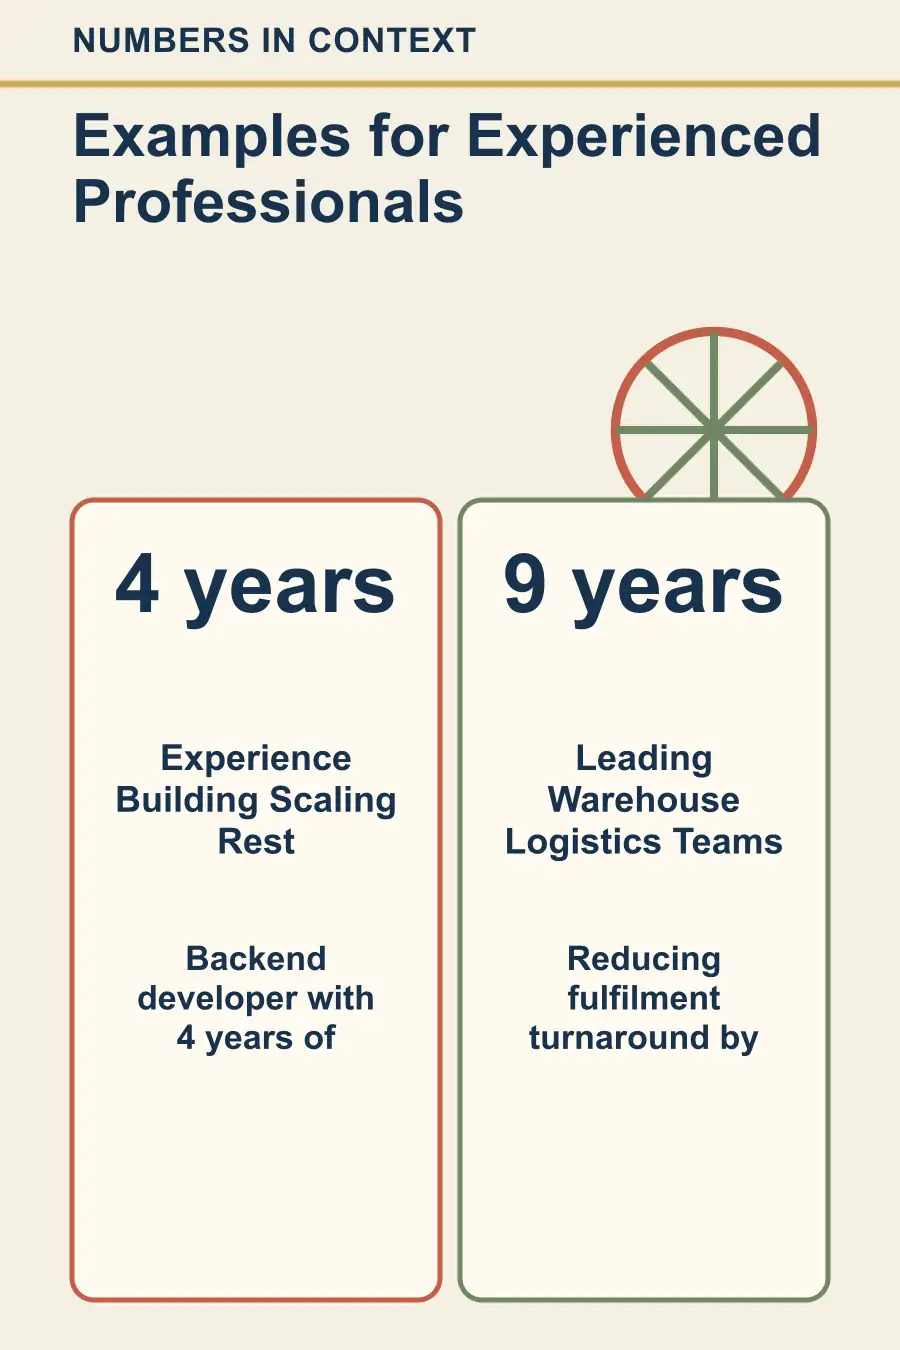 NUMBERS IN CONTEXT
Examples for Experienced
Professionals
4 years
Experience
Building Scaling
Rest
Backend
developer with
4 years of
9 years
Leading
Warehouse
Logistics Teams
Reducing
fulfilment
turnaround by